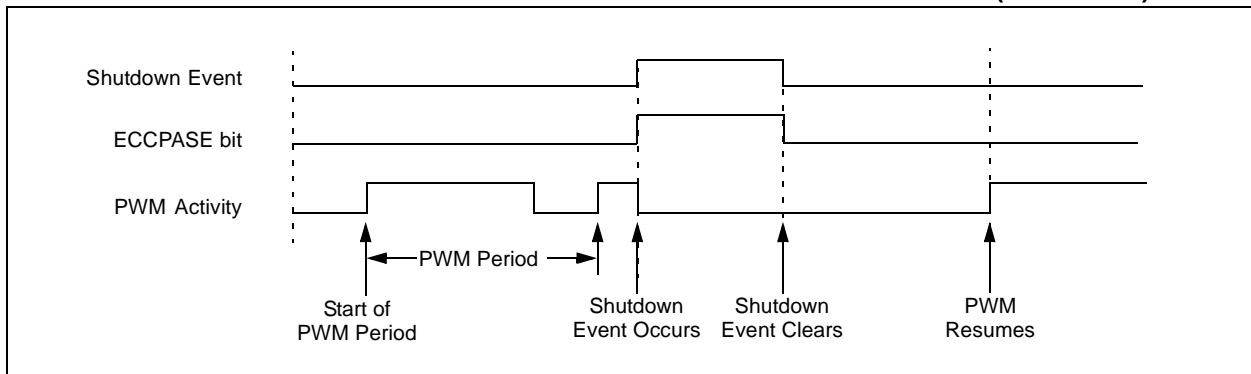 Shutdown Event
ECCPASE bit
PWM Activity
PWM Period
Start of
PWM Period
Shutdown
Event Occurs
Shutdown
Event Clears
PWM
Resumes